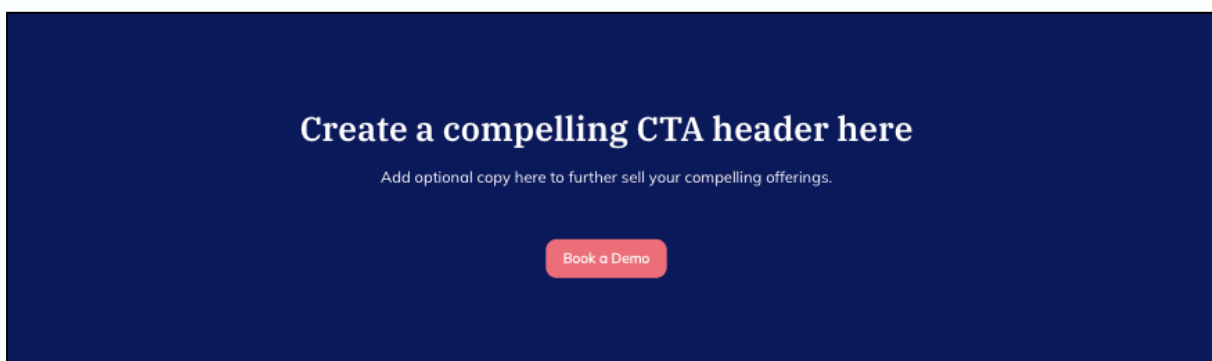 Create a compelling CTA header here
Add optional copy here to further sell your compelling offerings.
Book a Demo